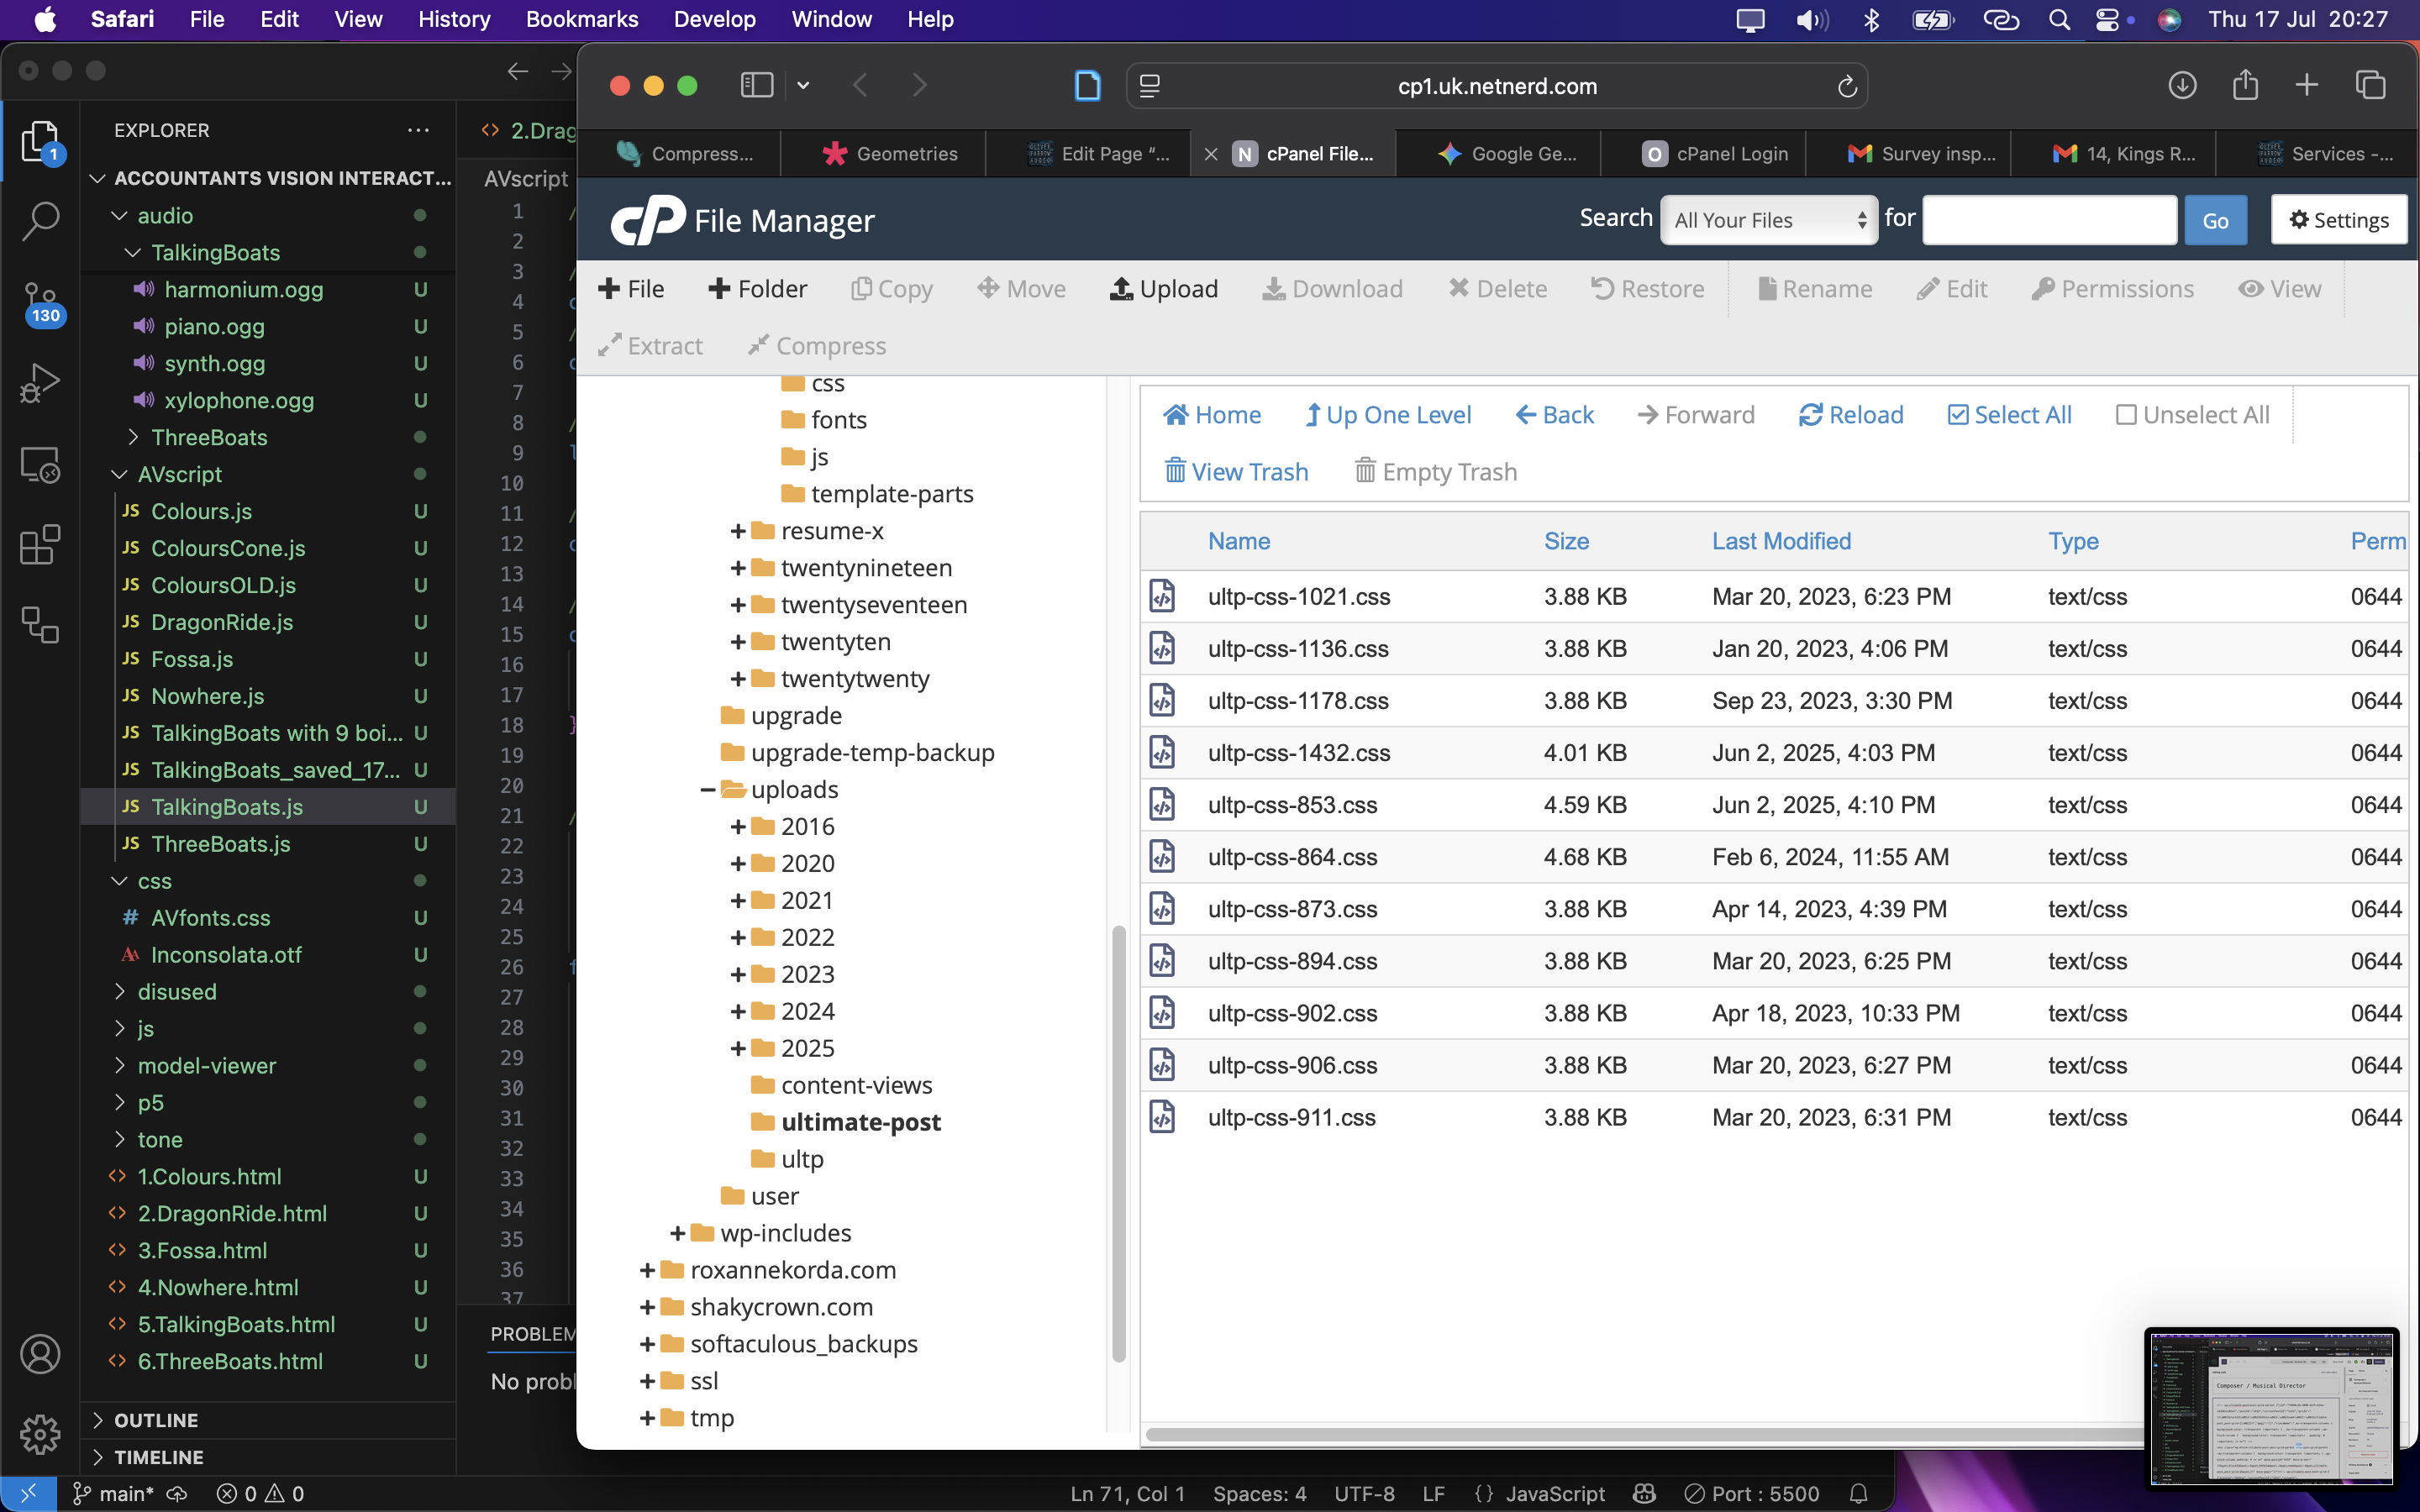 Safari File Edit View History Bookmarks Develop Window Help Thu 17 Jul 20:27
EXPLORER
1
130
ACCOUNTANTS VISION INTERACT...
audio
TalkingBoats
harmonium.ogg U
piano.ogg U
synth.ogg U
xylophone.ogg U
ThreeBoats
AVscript
JS Colours.js U
JS ColoursCone.js U
JS ColoursOLD.js U
JS DragonRide.js U
JS Fossa.js U
JS Nowhere.js U
JS TalkingBoats with 9 boi... U
JS TalkingBoats_saved_17... U
JS TalkingBoats.js U
JS ThreeBoats.js U
css
# AVfonts.css U
Inconsolata.otf U
disused
js
model-viewer
p5
tone
<> 1.Colours.html U
<> 2.DragonRide.html U
<> 3.Fossa.html U
<> 4.Nowhere.html U
<> 5.TalkingBoats.html U
<> 6.ThreeBoats.html U
OUTLINE
TIMELINE
<> 2.Drag
AVscript
1
2
3
4
5
6
7
8
9
10
11
12
13
14
15
16
17
18 }
19
20
21
22
23
24
25
26
27
28
29
30
31
32
33
34
35
36
37
PROBLEM
No probl
cp1.uk.netnerd.com
Compress... Geometries Edit Page “... N cPanel File... Google Ge... O cPanel Login Survey insp... 14, Kings R... Services -...
cP File Manager Search All Your Files for Go Settings
File Folder Copy Move Upload Download Delete Restore Rename Edit Permissions View
Extract Compress
css
fonts
js
template-parts
resume-x
twentynineteen
twentyseventeen
twentyten
twentytwenty
upgrade
upgrade-temp-backup
uploads
2016
2020
2021
2022
2023
2024
2025
content-views
ultimate-post
ultp
user
wp-includes
roxannekorda.com
shakycrown.com
softaculous_backups
ssl
tmp
Home Up One Level Back Forward Reload Select All Unselect All
View Trash Empty Trash
Name Size Last Modified Type Perm
ultp-css-1021.css 3.88 KB Mar 20, 2023, 6:23 PM text/css 0644
ultp-css-1136.css 3.88 KB Jan 20, 2023, 4:06 PM text/css 0644
ultp-css-1178.css 3.88 KB Sep 23, 2023, 3:30 PM text/css 0644
ultp-css-1432.css 4.01 KB Jun 2, 2025, 4:03 PM text/css 0644
ultp-css-853.css 4.59 KB Jun 2, 2025, 4:10 PM text/css 0644
ultp-css-864.css 4.68 KB Feb 6, 2024, 11:55 AM text/css 0644
ultp-css-873.css 3.88 KB Apr 14, 2023, 4:39 PM text/css 0644
ultp-css-894.css 3.88 KB Mar 20, 2023, 6:25 PM text/css 0644
ultp-css-902.css 3.88 KB Apr 18, 2023, 10:33 PM text/css 0644
ultp-css-906.css 3.88 KB Mar 20, 2023, 6:27 PM text/css 0644
ultp-css-911.css 3.88 KB Mar 20, 2023, 6:31 PM text/css 0644
Composer / Musical Director
main* 0 0 Ln 71, Col 1 Spaces: 4 UTF-8 LF {} JavaScript Port : 5500